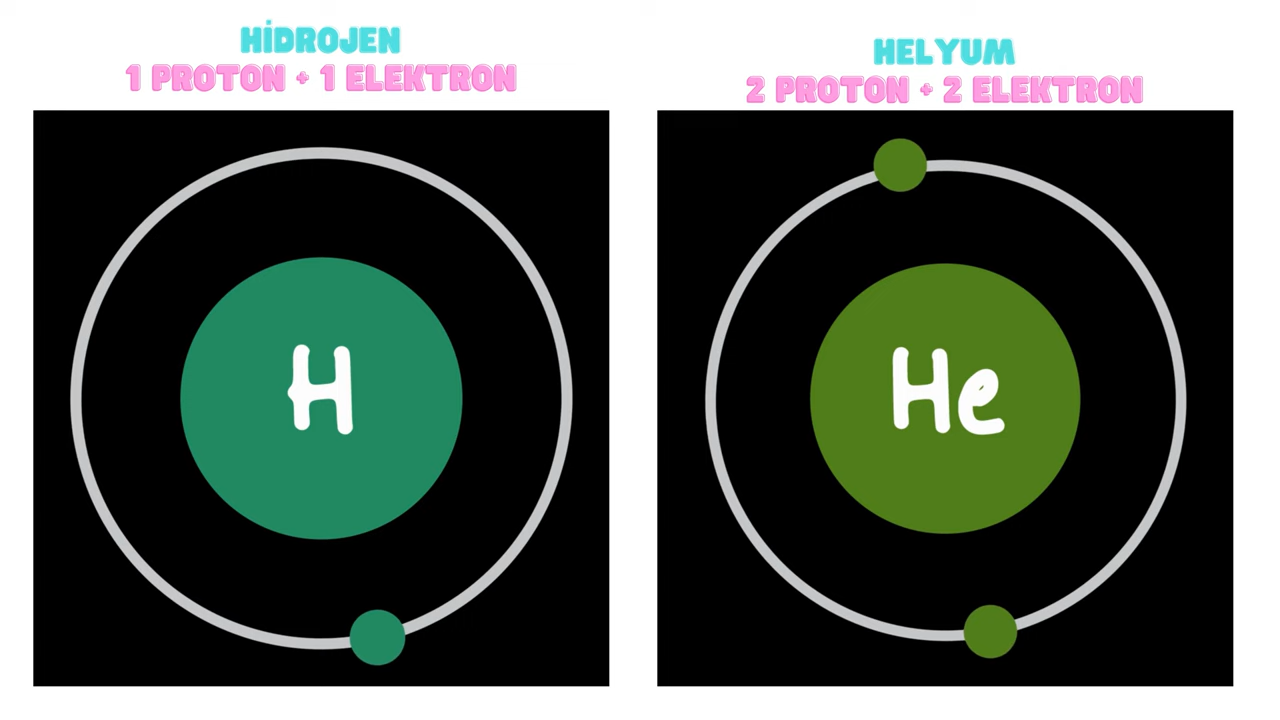 HİDROJEN
1 PROTON + 1 ELEKTRON
HELYUM
2 PROTON + 2 ELEKTRON
H
He